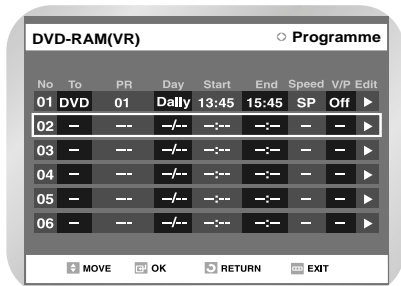 DVD-RAM(VR) Programme
No To PR Day Start End Speed V/P Edit
01 DVD 01 Dally 13:45 15:45 SP Off ►
02 – –-- –/-- –:-- –:– – – ►
03 – –-- –/-- –:-- –:– – – ►
04 – –-- –/-- –:-- –:– – – ►
05 – –-- –/-- –:-- –:– – – ►
06 – –-- –/-- –:-- –:– – – ►
MOVE OK RETURN EXIT